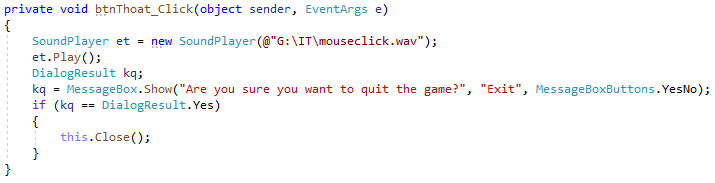 private void btnThoat_Click(object sender, EventArgs e)
{
SoundPlayer et = new SoundPlayer(@"G:\IT\mouseclick.wav");
et.Play();
DialogResult kq;
kq = MessageBox.Show("Are you sure you want to quit the game?", "Exit", MessageBoxButtons.YesNo);
if (kq == DialogResult.Yes)
{
this.Close();
}
}